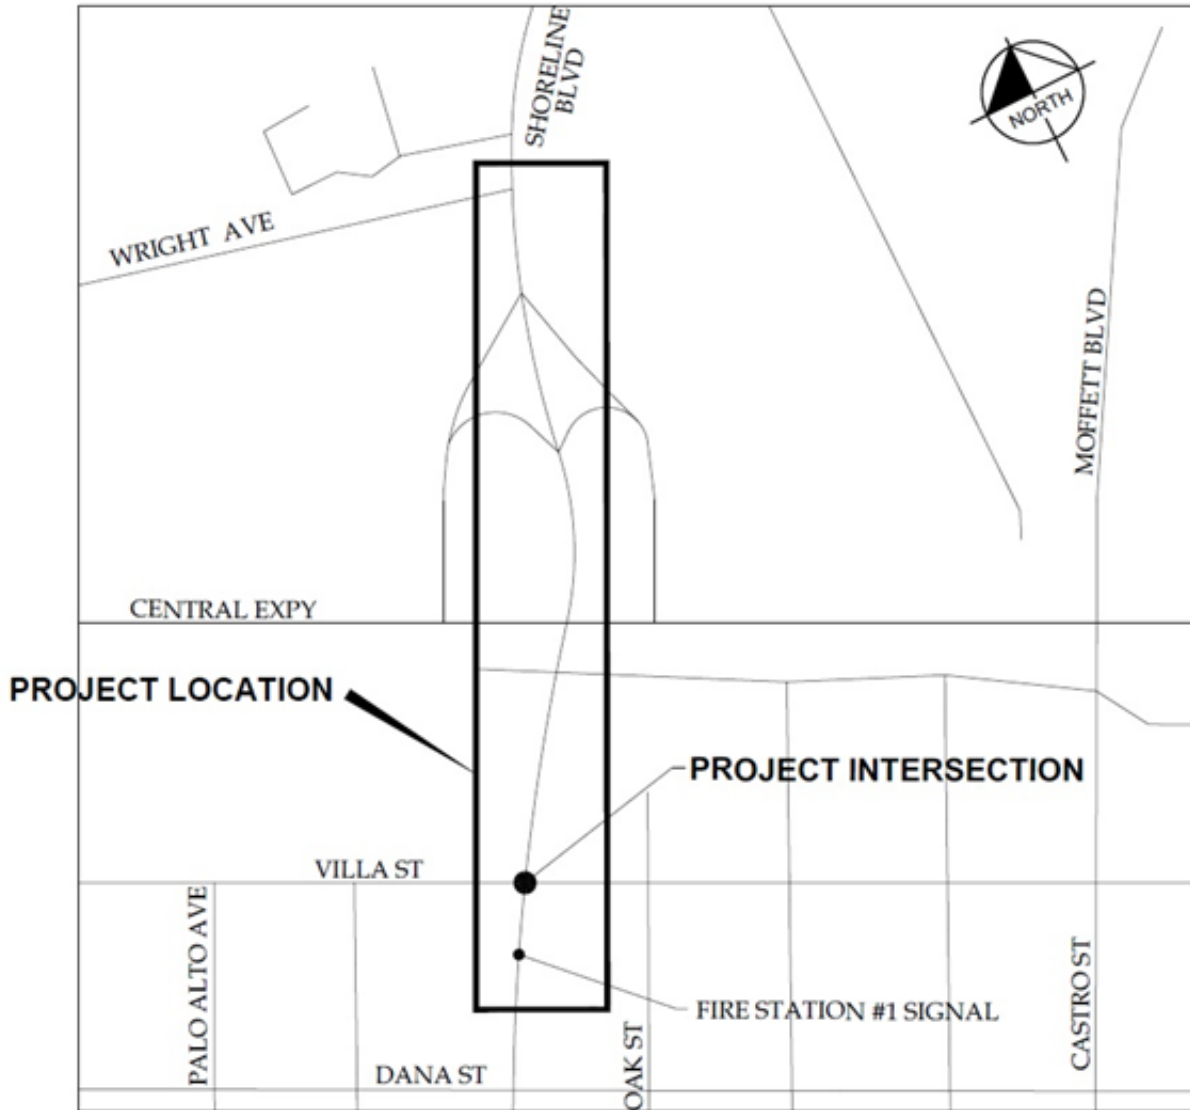 SHORELINE
BLVD
NORTH
WRIGHT AVE
MOFFETT BLVD
CENTRAL EXPY
PROJECT LOCATION
PROJECT INTERSECTION
VILLA ST
PALO ALTO AVE
FIRE STATION #1 SIGNAL
CASTRO ST
OAK ST
DANA ST